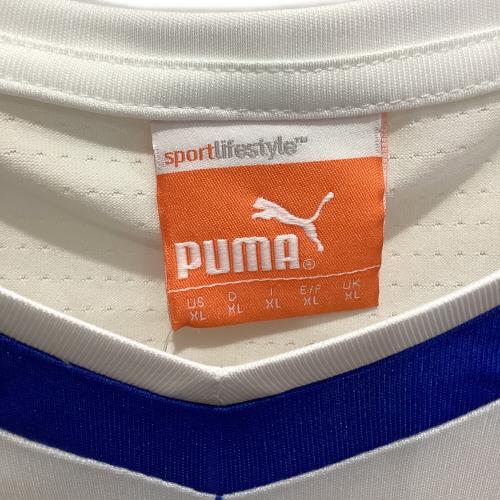 sportlifestyle™
PUMA®
US D I E/F UK
XL XL XL XL XL